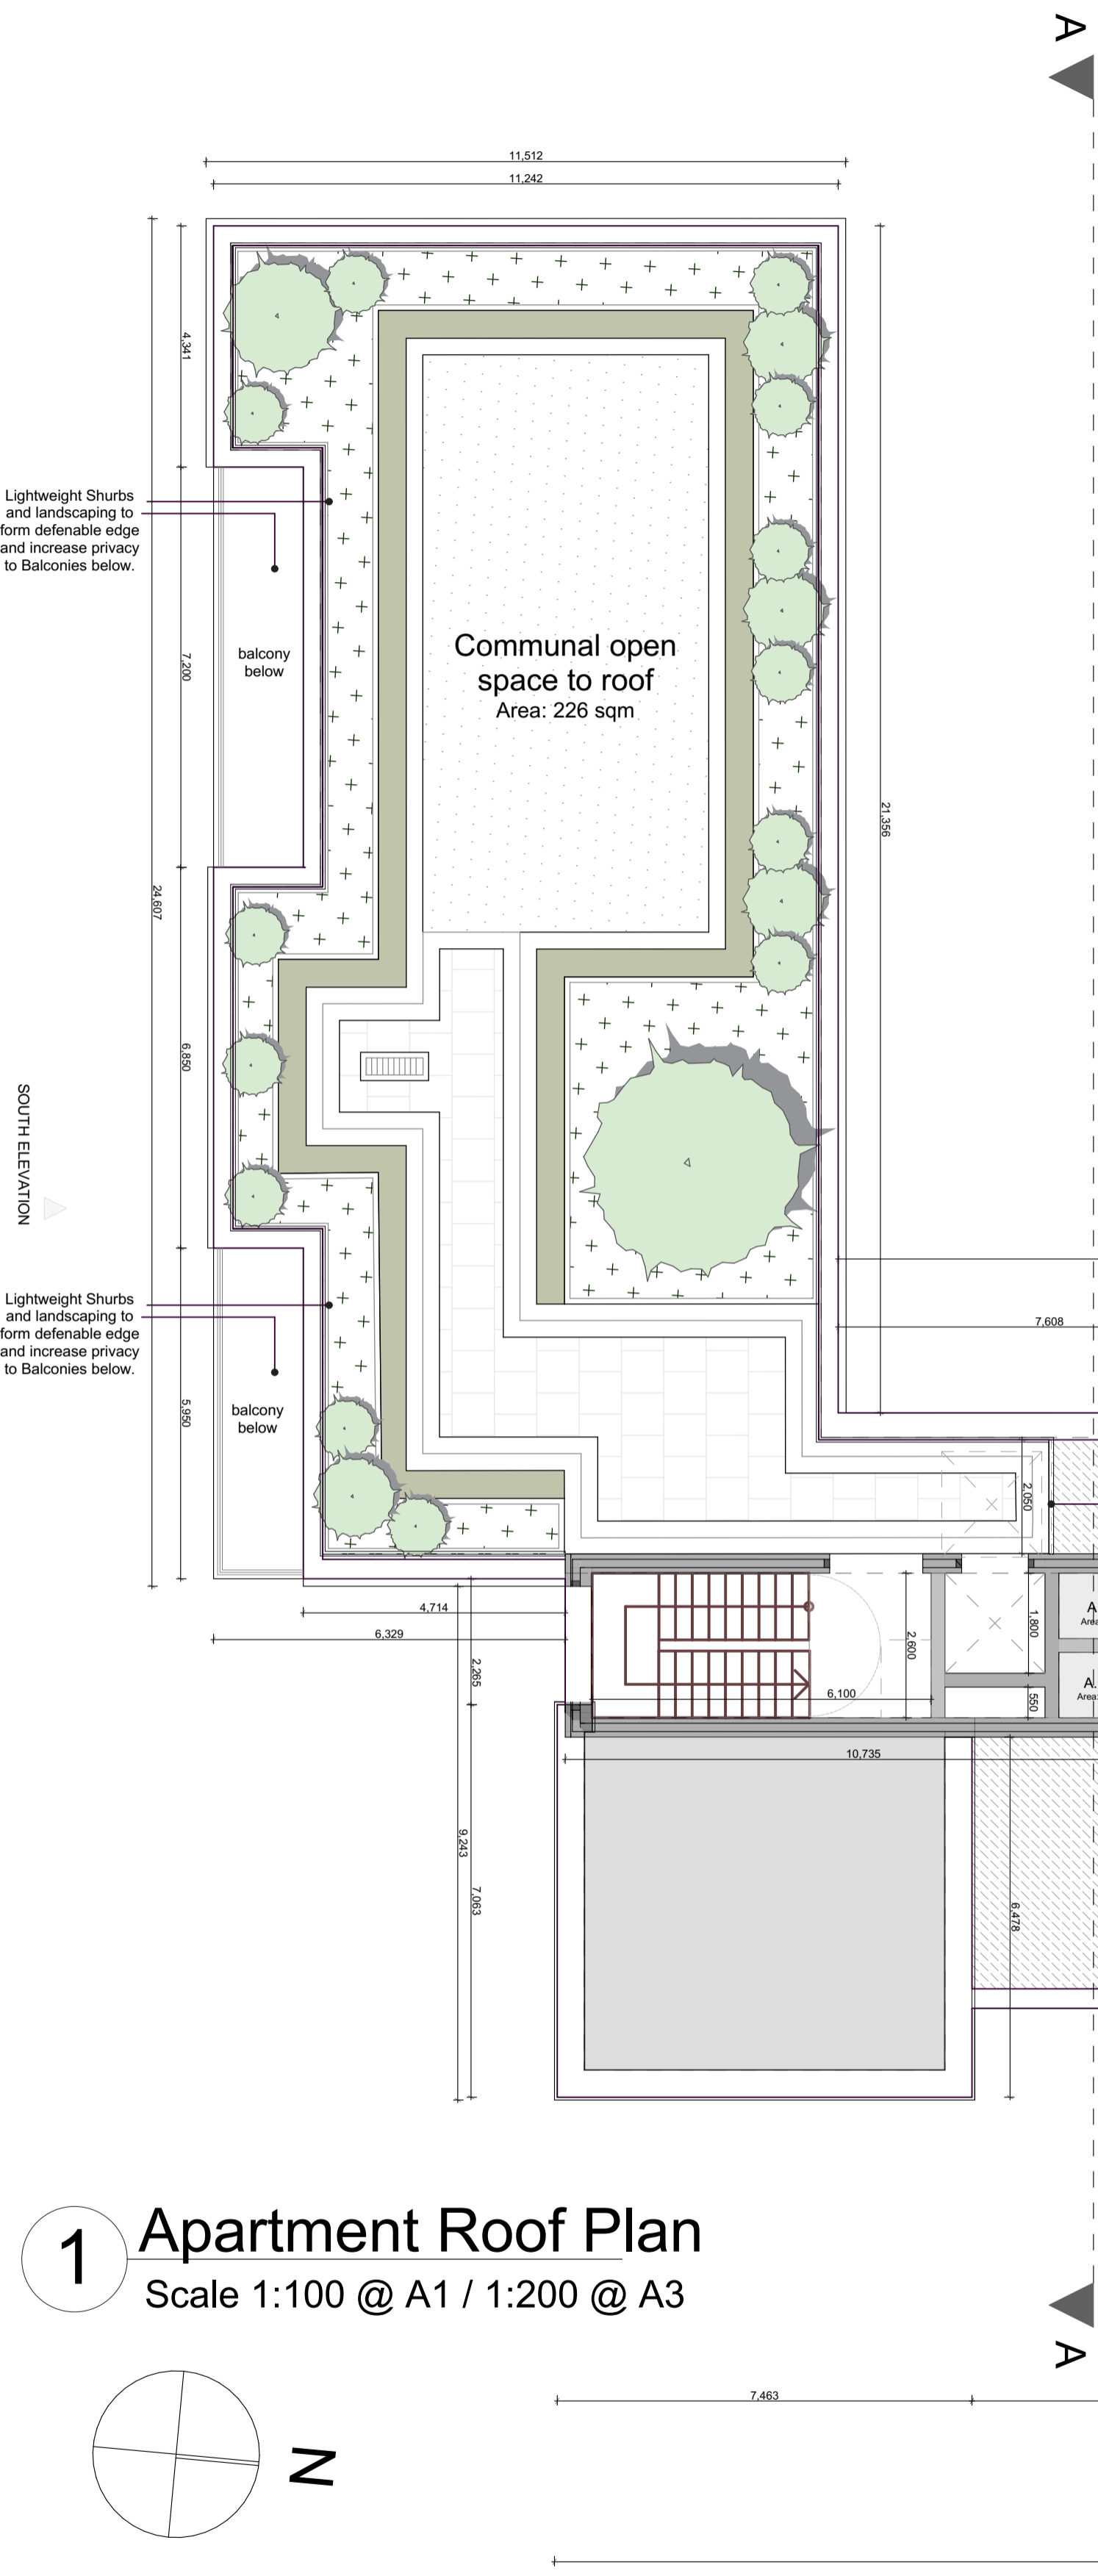 A
11,512
11,242
4,341
Lightweight Shurbs
and landscaping to
form defenable edge
and increase privacy
to Balconies below.
balcony
below
7,200
Communal open
space to roof
Area: 226 sqm
21,356
24,607
6,850
SOUTH ELEVATION
Lightweight Shurbs
and landscaping to
form defenable edge
and increase privacy
to Balconies below.
7,608
balcony
below
5,950
2,050
4,714
6,329
2,265
2,600
1,800
A
Area
6,100
550
A.
Area:
10,735
9,243
7,063
6,478
1
Apartment Roof Plan
Scale 1:100 @ A1 / 1:200 @ A3
A
7,463
N